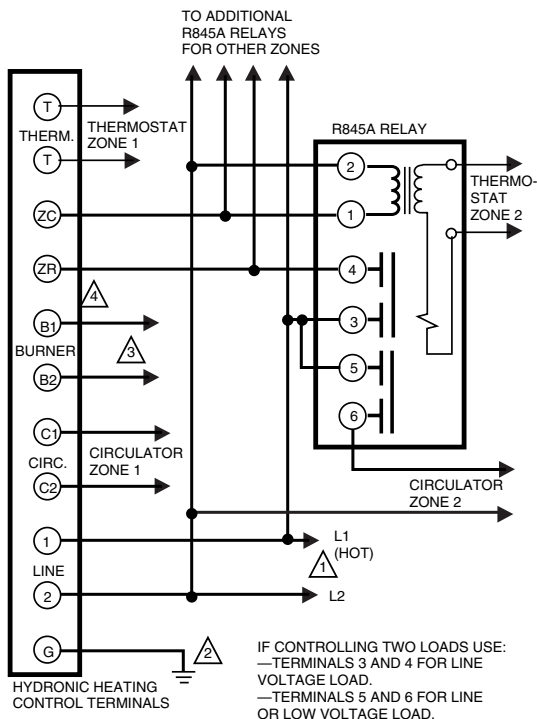 TO ADDITIONAL
R845A RELAYS
FOR OTHER ZONES
T
THERMOSTAT
ZONE 1
THERM.
T
ZC
ZR
4
B1
BURNER
3
B2
C1
CIRCULATOR
ZONE 1
CIRC.
C2
1
L1
(HOT)
1
LINE
2
L2
G
2
HYDRONIC HEATING
CONTROL TERMINALS
R845A RELAY
2
1
4
3
5
6
THERMO-
STAT
ZONE 2
CIRCULATOR
ZONE 2
IF CONTROLLING TWO LOADS USE:
—TERMINALS 3 AND 4 FOR LINE
VOLTAGE LOAD.
—TERMINALS 5 AND 6 FOR LINE
OR LOW VOLTAGE LOAD.